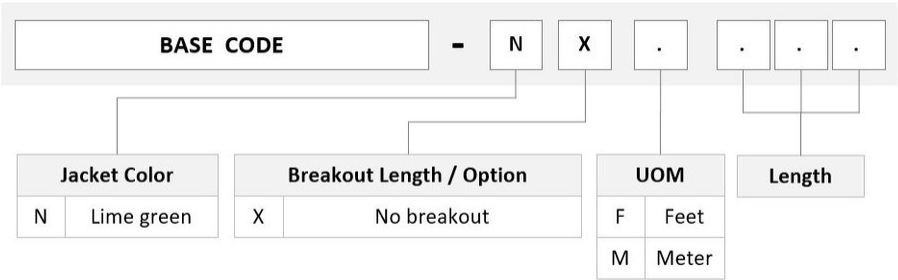 BASE CODE - N X . . . .
Jacket Color
N Lime green
Breakout Length / Option
X No breakout
UOM
F Feet
M Meter
Length